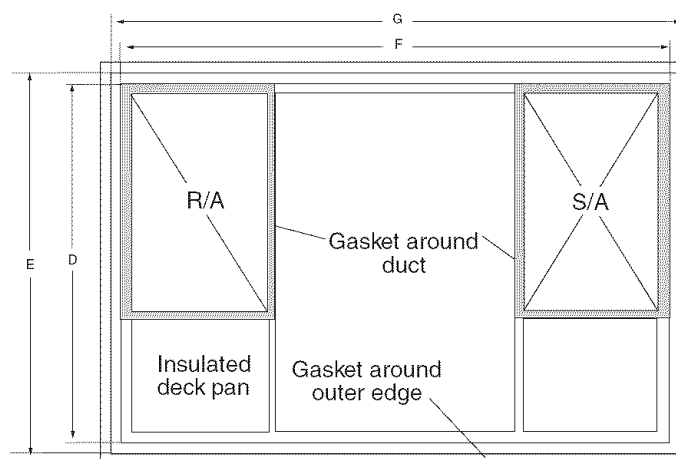 G
F
R/A
S/A
E
D
Gasket around
duct
Insulated
deck pan
Gasket around
outer edge